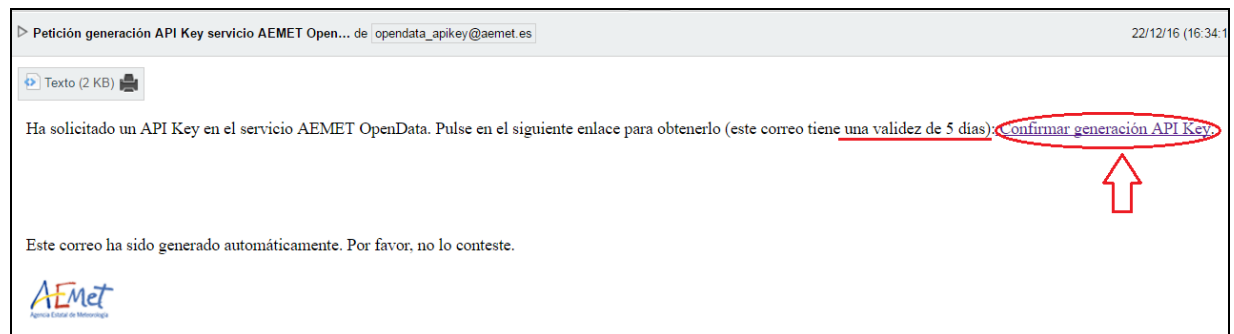 Petición generación API Key servicio AEMET Open... de opendata_apikey@aemet.es 22/12/16 (16:34:1
Texto (2 KB)
Ha solicitado un API Key en el servicio AEMET OpenData. Pulse en el siguiente enlace para obtenerlo (este correo tiene una validez de 5 días): Confirmar generación API Key.
Este correo ha sido generado automáticamente. Por favor, no lo conteste.
AEMet
Agencia Estatal de Meteorología